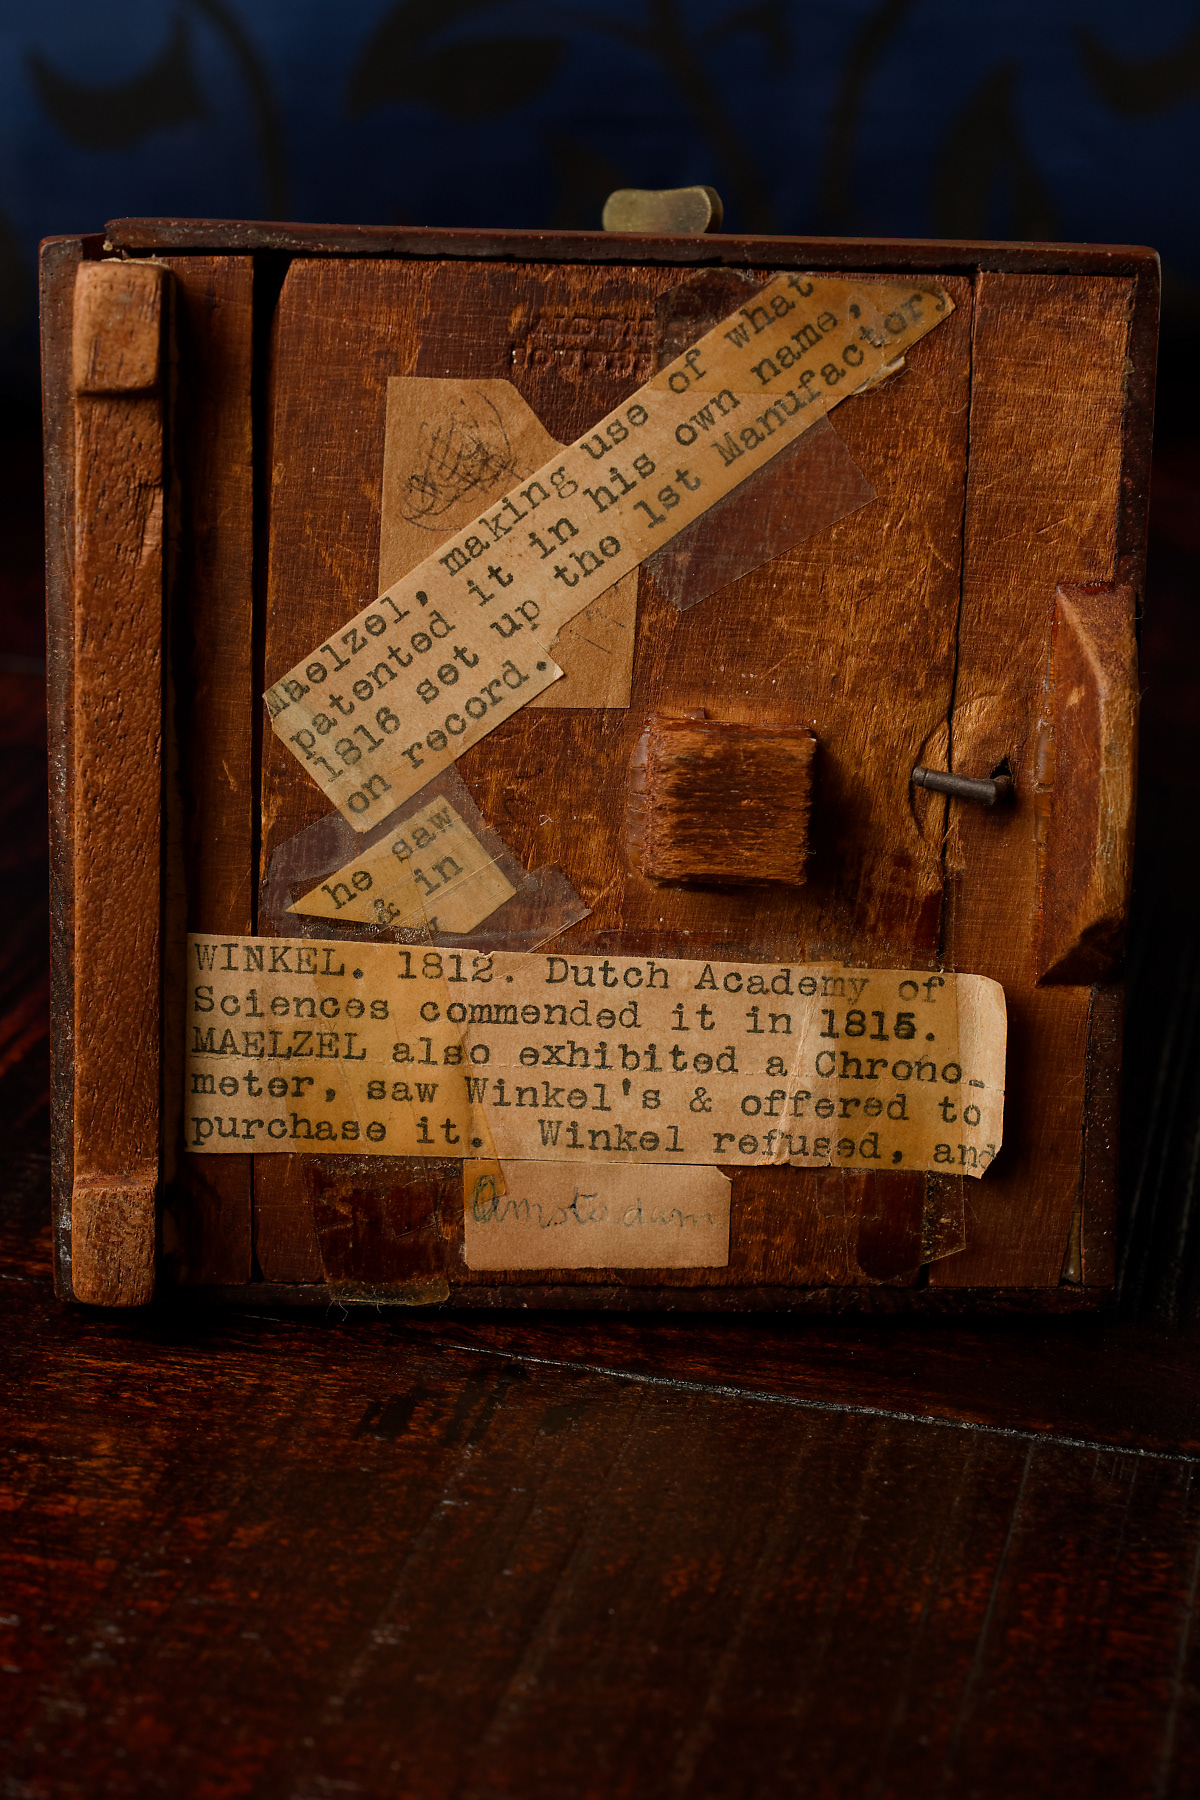 Maelzel, making use of what
patented it in his own name,
1816 set up the 1st Manufactor
on record.
he saw
& in
WINKEL. 1812. Dutch Academy of
Sciences commended it in 1815.
MAELZEL also exhibited a Chrono-
meter, saw Winkel's & offered to
purchase it. Winkel refused, and
Amsterdam